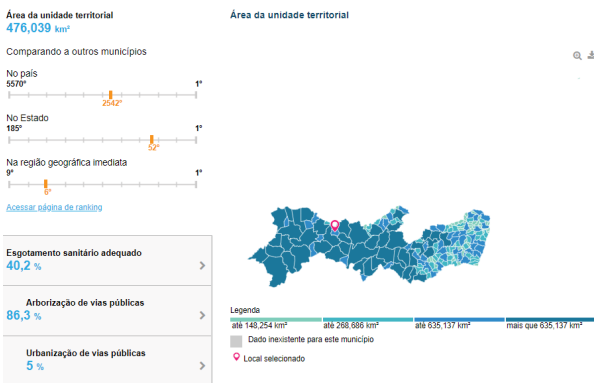 Área da unidade territorial
476,039 km²
Comparando a outros municípios
No país
5570º 1º
2542º
No Estado
185º 1º
52º
Na região geográfica imediata
9º 1º
6º
Acessar página de ranking
Esgotamento sanitário adequado
40,2 %
Arborização de vias públicas
86,3 %
Urbanização de vias públicas
5 %
Área da unidade territorial
Legenda
até 148,254 km² até 268,686 km² até 635,137 km² mais que 635,137 km²
Dado inexistente para este município
Local selecionado